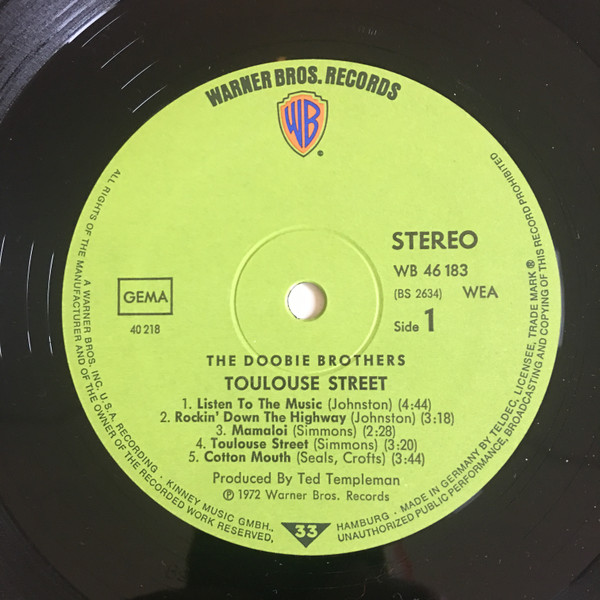 WARNER BROS. RECORDS
WB
®
STEREO
WB 46 183
(BS 2634) WEA
Side 1
GEMA
40 218
THE DOOBIE BROTHERS
TOULOUSE STREET
1. Listen To The Music (Johnston) (4:44)
2. Rockin' Down The Highway (Johnston) (3:18)
3. Mamaloi (Simmons) (2:28)
4. Toulouse Street (Simmons) (3:20)
5. Cotton Mouth (Seals, Crofts) (3:44)
Produced By Ted Templeman
℗ 1972 Warner Bros. Records
33
ALL RIGHTS OF THE MANUFACTURER AND OF THE OWNER OF THE RECORDED WORK RESERVED.
A WARNER BROS. INC. U.S.A. RECORDING · KINNEY MUSIC GMBH.,
HAMBURG · MADE IN GERMANY BY TELDEC, LICENSEE, TRADE MARK ®
UNAUTHORIZED PUBLIC PERFORMANCE, BROADCASTING AND COPYING OF THIS RECORD PROHIBITED